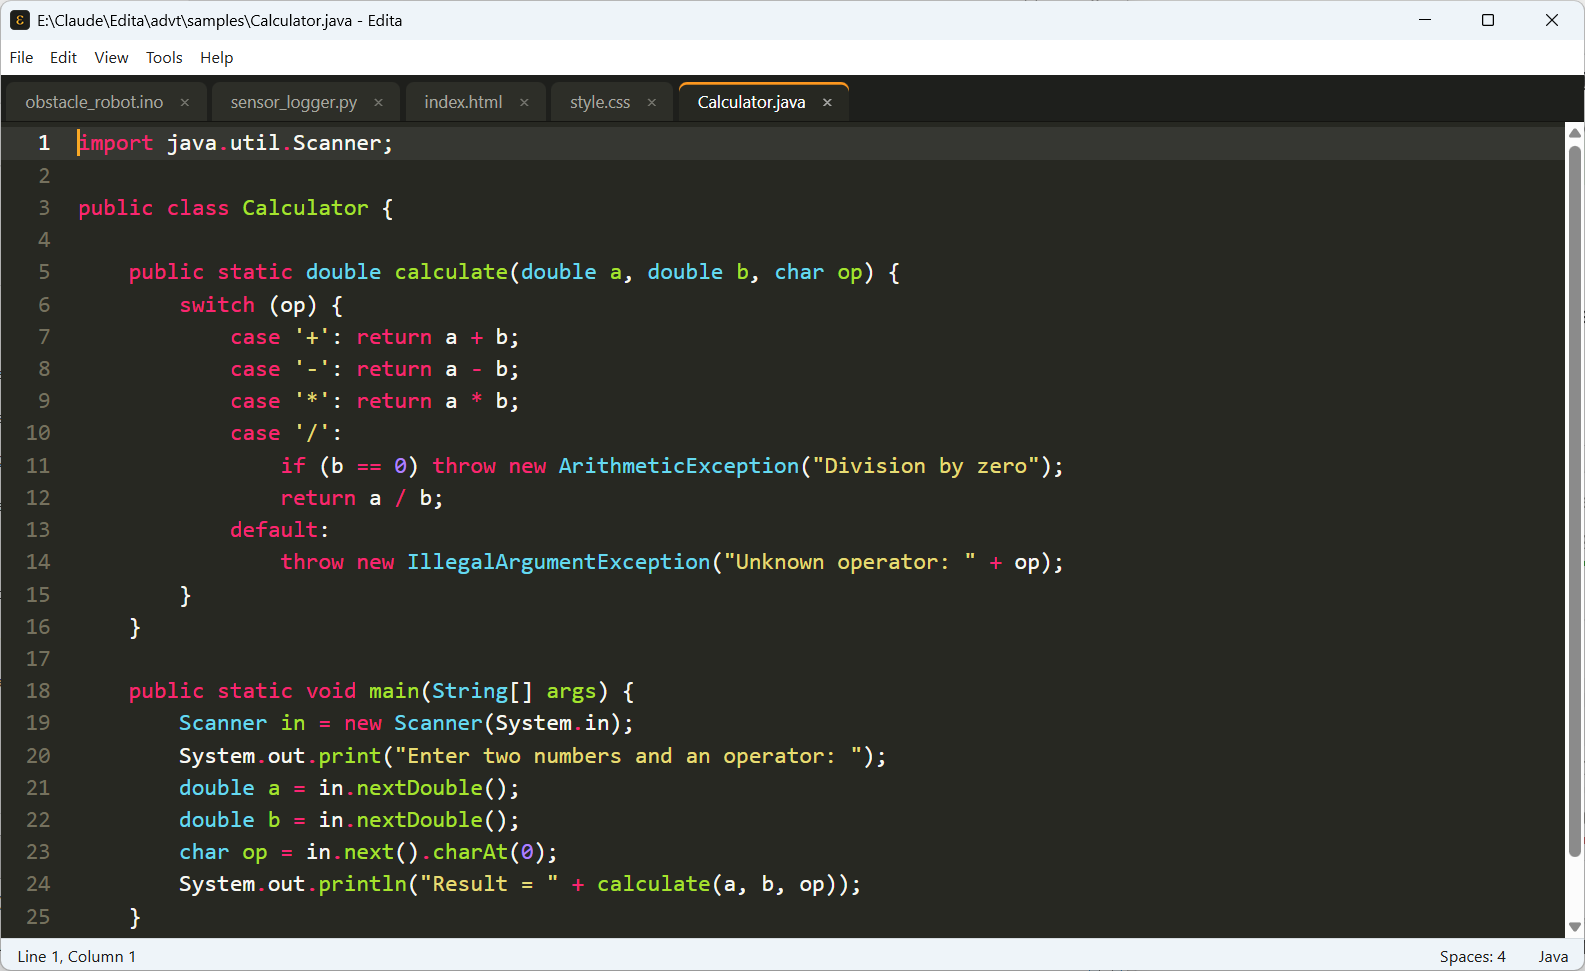 E:\Claude\Edita\advt\samples\Calculator.java - Edita
File Edit View Tools Help
obstacle_robot.ino × sensor_logger.py × index.html × style.css × Calculator.java ×
1 import java.util.Scanner;
2
3 public class Calculator {
4
5     public static double calculate(double a, double b, char op) {
6         switch (op) {
7             case '+': return a + b;
8             case '-': return a - b;
9             case '*': return a * b;
10             case '/':
11                 if (b == 0) throw new ArithmeticException("Division by zero");
12                 return a / b;
13             default:
14                 throw new IllegalArgumentException("Unknown operator: " + op);
15         }
16     }
17
18     public static void main(String[] args) {
19         Scanner in = new Scanner(System.in);
20         System.out.print("Enter two numbers and an operator: ");
21         double a = in.nextDouble();
22         double b = in.nextDouble();
23         char op = in.next().charAt(0);
24         System.out.println("Result = " + calculate(a, b, op));
25     }
Line 1, Column 1 Spaces: 4 Java